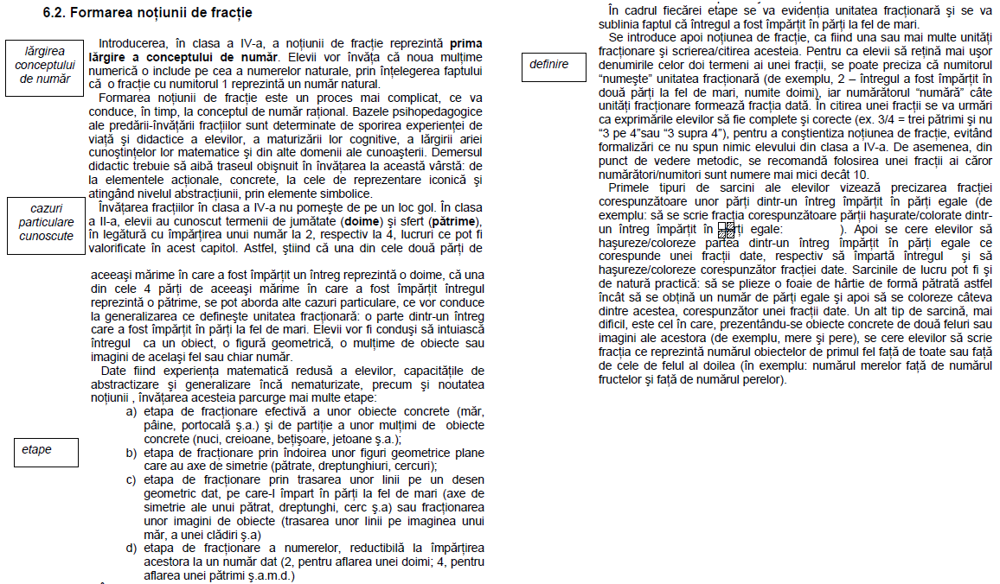 6.2. Formarea noțiunii de fracție
lărgirea
conceptului
de număr
Introducerea, în clasa a IV-a, a noțiunii de fracție reprezintă prima
lărgire a conceptului de număr. Elevii vor învăța că noua mulțime
numerică o include pe cea a numerelor naturale, prin înțelegerea faptului
că o fracție cu numitorul 1 reprezintă un număr natural.
Formarea noțiunii de fracție este un proces mai complicat, ce va
conduce, în timp, la conceptul de număr rațional. Bazele psihopedagogice
ale predării-învățării fracțiilor sunt determinate de sporirea experienței de
viață și didactice a elevilor, a maturizării lor cognitive, a lărgirii ariei
cunoștințelor lor matematice și din alte domenii ale cunoașterii. Demersul
didactic trebuie să aibă traseul obișnuit în învățarea la această vârstă: de
la elementele acționale, concrete, la cele de reprezentare iconică și
atingând nivelul abstracțiunii, prin elemente simbolice.
cazuri
particulare
cunoscute
Învățarea fracțiilor în clasa a IV-a nu pornește de pe un loc gol. În clasa
a II-a, elevii au cunoscut termenii de jumătate (doime) și sfert (pătrime),
în legătură cu împărțirea unui număr la 2, respectiv la 4, lucruri ce pot fi
valorificate în acest capitol. Astfel, știind că una din cele două părți de
aceeași mărime în care a fost împărțit un întreg reprezintă o doime, că una
din cele 4 părți de aceeași mărime în care a fost împărțit întregul
reprezintă o pătrime, se pot aborda alte cazuri particulare, ce vor conduce
la generalizarea ce definește unitatea fracționară: o parte dintr-un întreg
care a fost împărțit în părți la fel de mari. Elevii vor fi conduși să intuiască
întregul ca un obiect, o figură geometrică, o mulțime de obiecte sau
imagini de același fel sau chiar număr.
Date fiind experiența matematică redusă a elevilor, capacitățile de
abstractizare și generalizare încă nematurizate, precum și noutatea
noțiunii , învățarea acesteia parcurge mai multe etape:
etape
a) etapa de fracționare efectivă a unor obiecte concrete (măr,
pâine, portocală ș.a.) și de partiție a unor mulțimi de obiecte
concrete (nuci, creioane, bețișoare, jetoane ș.a.);
b) etapa de fracționare prin îndoirea unor figuri geometrice plane
care au axe de simetrie (pătrate, dreptunghiuri, cercuri);
c) etapa de fracționare prin trasarea unor linii pe un desen
geometric dat, pe care-l împart în părți la fel de mari (axe de
simetrie ale unui pătrat, dreptunghi, cerc ș.a) sau fracționarea
unor imagini de obiecte (trasarea unor linii pe imaginea unui
măr, a unei clădiri ș.a)
d) etapa de fracționare a numerelor, reductibilă la împărțirea
acestora la un număr dat (2, pentru aflarea unei doimi; 4, pentru
aflarea unei pătrimi ș.a.m.d.)
În cadrul fiecărei etape se va evidenția unitatea fracționară și se va
sublinia faptul că întregul a fost împărțit în părți la fel de mari.
definire
Se introduce apoi noțiunea de fracție, ca fiind una sau mai multe unități
fracționare și scrierea/citirea acesteia. Pentru ca elevii să rețină mai ușor
denumirile celor doi termeni ai unei fracții, se poate preciza că numitorul
“numește” unitatea fracționară (de exemplu, 2 – întregul a fost împărțit în
două părți la fel de mari, numite doimi), iar numărătorul “numără” câte
unități fracționare formează fracția dată. În citirea unei fracții se va urmări
ca exprimările elevilor să fie complete și corecte (ex. 3/4 = trei pătrimi și nu
“3 pe 4”sau “3 supra 4”), pentru a conștientiza noțiunea de fracție, evitând
formalizări ce nu spun nimic elevului din clasa a IV-a. De asemenea, din
punct de vedere metodic, se recomandă folosirea unei fracții ai căror
numărători/numitori sunt numere mai mici decât 10.
Primele tipuri de sarcini ale elevilor vizează precizarea fracției
corespunzătoare unor părți dintr-un întreg împărțit în părți egale (de
exemplu: să se scrie fracția corespunzătoare părții hașurate/colorate dintr-
un întreg împărțit în părți egale: ). Apoi se cere elevilor să
hașureze/coloreze partea dintr-un întreg împărțit în părți egale ce
corespunde unei fracții date, respectiv să împartă întregul și să
hașureze/coloreze corespunzător fracției date. Sarcinile de lucru pot fi și
de natură practică: să se plieze o foaie de hârtie de formă pătrată astfel
încât să se obțină un număr de părți egale și apoi să se coloreze câteva
dintre acestea, corespunzător unei fracții date. Un alt tip de sarcină, mai
dificil, este cel în care, prezentându-se obiecte concrete de două feluri sau
imagini ale acestora (de exemplu, mere și pere), se cere elevilor să scrie
fracția ce reprezintă numărul obiectelor de primul fel față de toate sau față
de cele de felul al doilea (în exemplu: numărul merelor față de numărul
fructelor și față de numărul perelor).